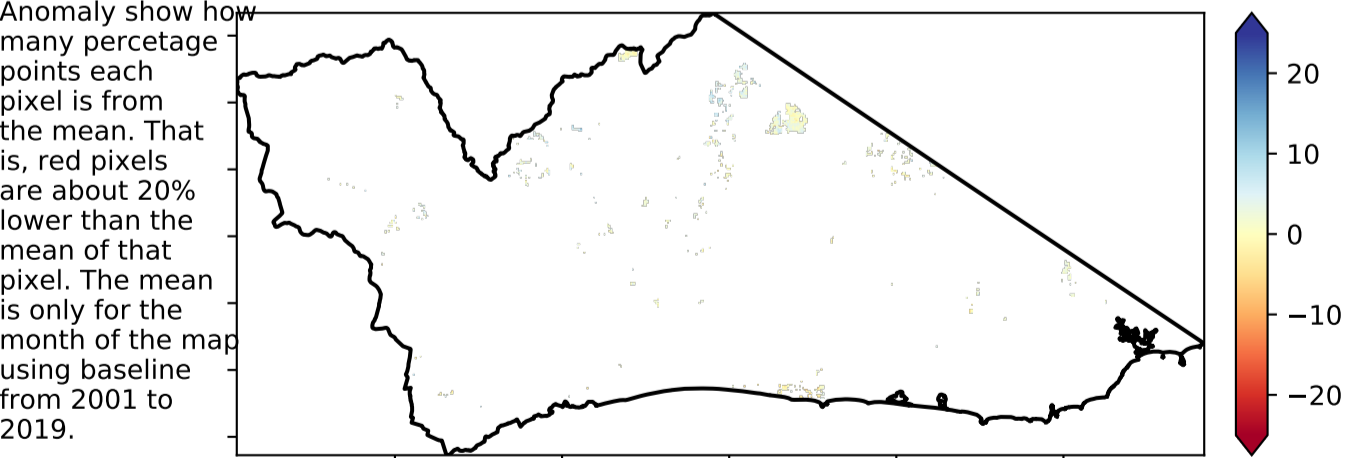 Anomaly show how
many percetage
points each
pixel is from
the mean. That
is, red pixels
are about 20%
lower than the
mean of that
pixel. The mean
is only for the
month of the map
using baseline
from 2001 to
2019.
20
10
0
−10
−20